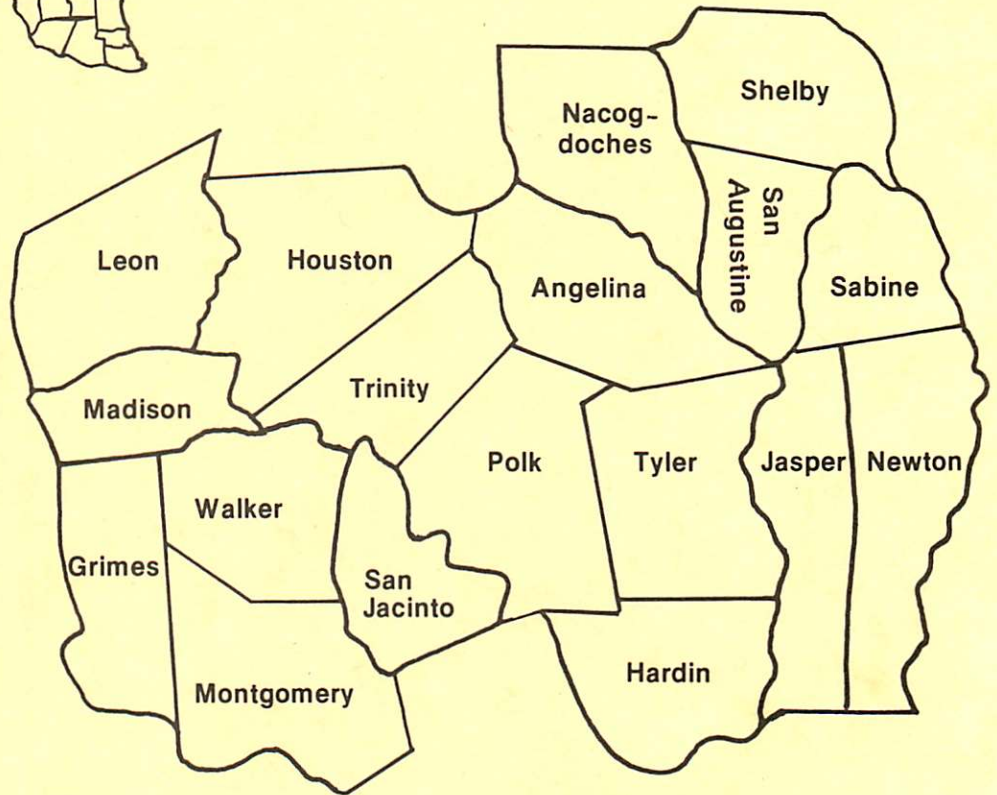 Shelby
Nacog-
doches
San
Augustine
Leon
Houston
Angelina
Sabine
Trinity
Madison
Polk
Tyler
Jasper
Newton
Walker
Grimes
San
Jacinto
Hardin
Montgomery